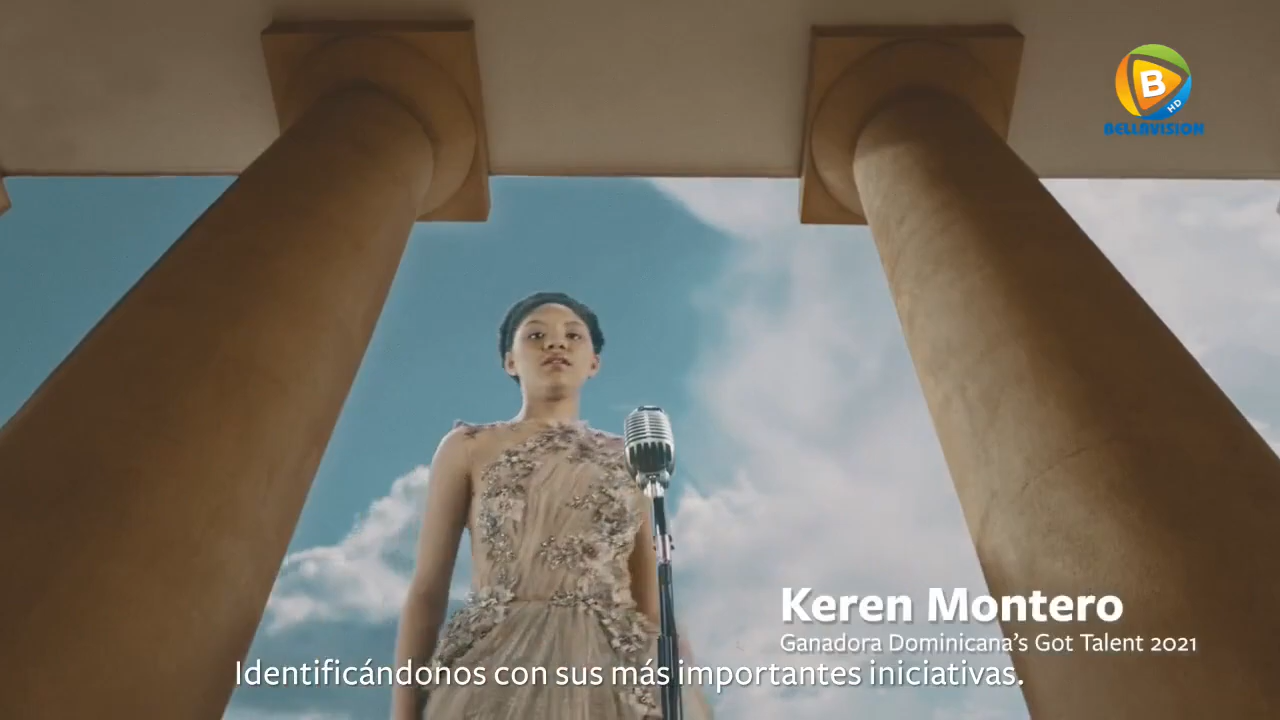 B
HD
BELLAVISION
Keren Montero
Ganadora Dominicana's Got Talent 2021
Identificándonos con sus más importantes iniciativas.